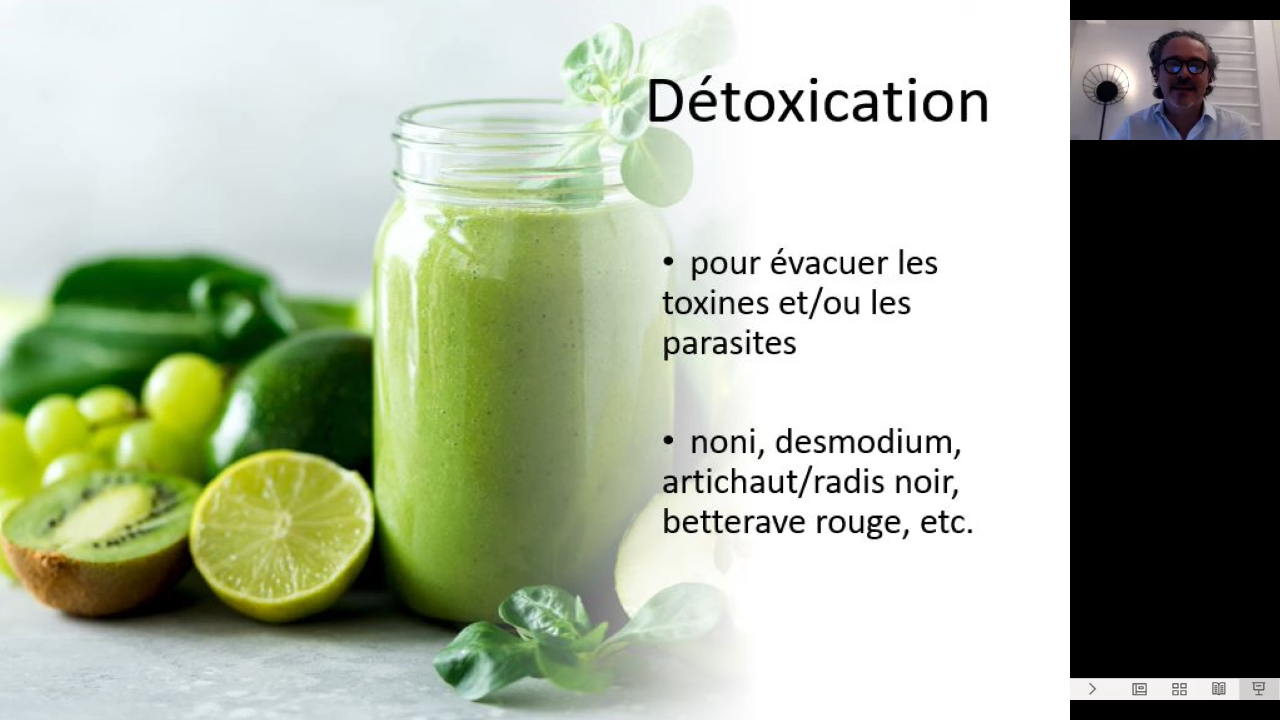 Détoxication
• pour évacuer les
toxines et/ou les
parasites
• noni, desmodium,
artichaut/radis noir,
betterave rouge, etc.